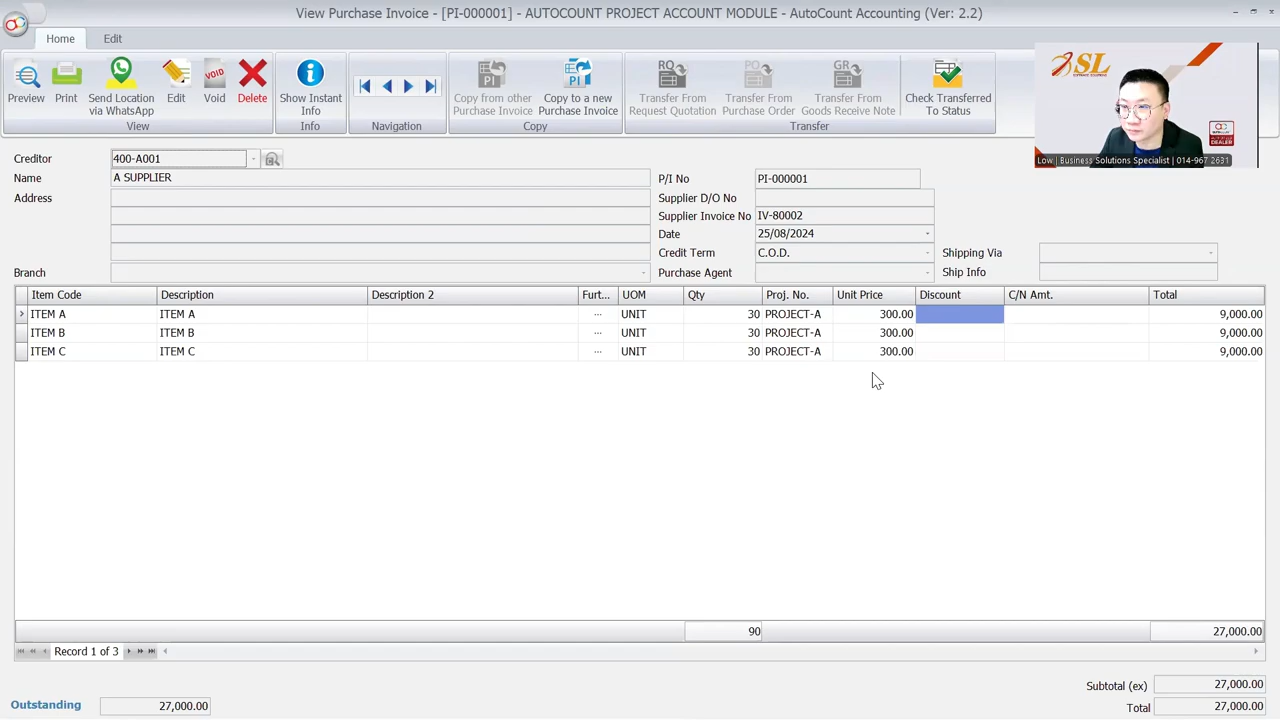 View Purchase Invoice - [PI-000001] - AUTOCOUNT PROJECT ACCOUNT MODULE - AutoCount Accounting (Ver: 2.2)
Home Edit
Preview Print Send Location via WhatsApp Edit Void Delete Show Instant Info Copy from other Purchase Invoice Copy to a new Purchase Invoice Transfer From Request Quotation Transfer From Purchase Order Transfer From Goods Receive Note Check Transferred To Status
View Info Navigation Copy Transfer
SL
Low | Business Solutions Specialist | 014-967 2631
Creditor 400-A001
Name A SUPPLIER P/I No PI-000001
Address Supplier D/O No
Supplier Invoice No IV-80002
Date 25/08/2024
Credit Term C.O.D. Shipping Via
Branch Purchase Agent Ship Info
Item Code Description Description 2 Furt... UOM Qty Proj. No. Unit Price Discount C/N Amt. Total
ITEM A ITEM A ... UNIT 30 PROJECT-A 300.00 9,000.00
ITEM B ITEM B ... UNIT 30 PROJECT-A 300.00 9,000.00
ITEM C ITEM C ... UNIT 30 PROJECT-A 300.00 9,000.00
90 27,000.00
Record 1 of 3
Subtotal (ex) 27,000.00
Outstanding 27,000.00 Total 27,000.00